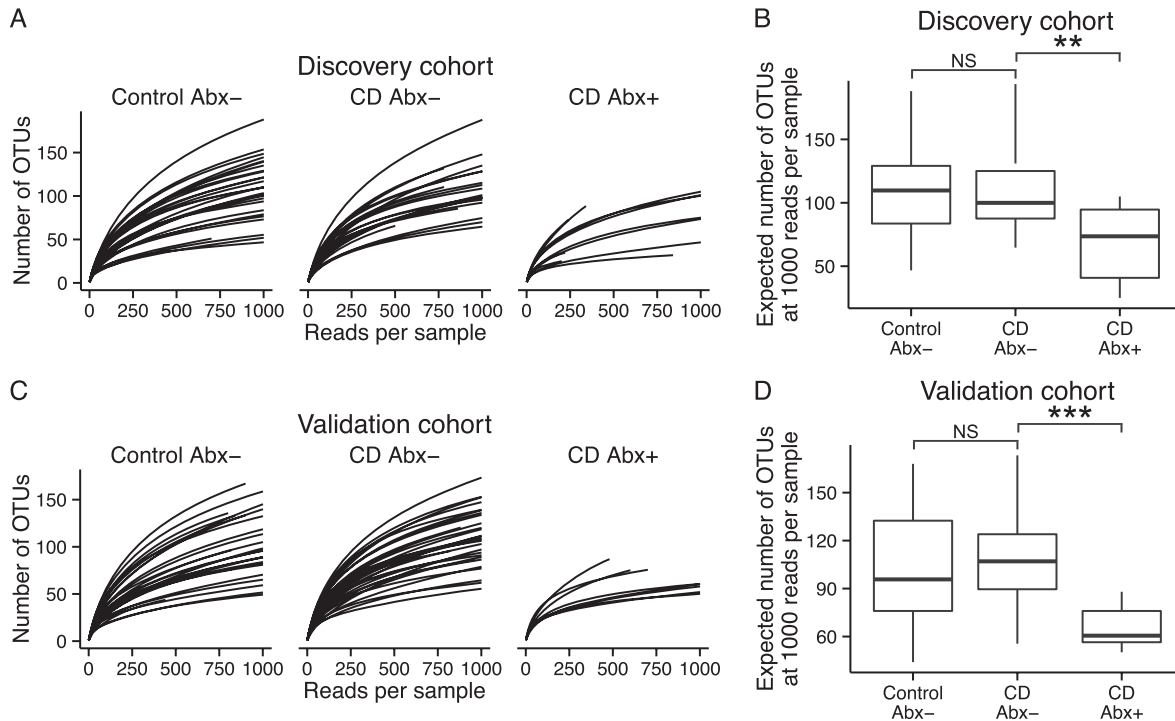 A
Discovery cohort
Control Abx−
CD Abx−
CD Abx+
Number of OTUs
150
100
50
0
0 250 500 750 1000
0 250 500 750 1000
0 250 500 750 1000
Reads per sample
B
Discovery cohort
NS
**
Expected number of OTUs
at 1000 reads per sample
150
100
50
Control
Abx−
CD
Abx−
CD
Abx+
C
Validation cohort
Control Abx−
CD Abx−
CD Abx+
Number of OTUs
150
100
50
0
0 250 500 750 1000
0 250 500 750 1000
0 250 500 750 1000
Reads per sample
D
Validation cohort
NS
***
Expected number of OTUs
at 1000 reads per sample
150
120
90
60
Control
Abx−
CD
Abx−
CD
Abx+